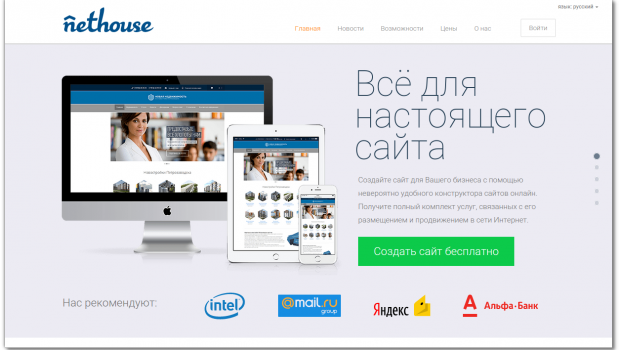 язык: русский
nethouse
Главная Новости Возможности Цены О нас Войти
Всё для
настоящего
сайта
Создайте сайт для Вашего бизнеса с помощью
невероятно удобного конструктора сайтов онлайн.
Получите полный комплект услуг, связанных с его
размещением и продвижением в сети Интернет.
Создать сайт бесплатно
Нас рекомендуют:
intel
@mail.ru
group
Яндекс
А
Альфа·Банк